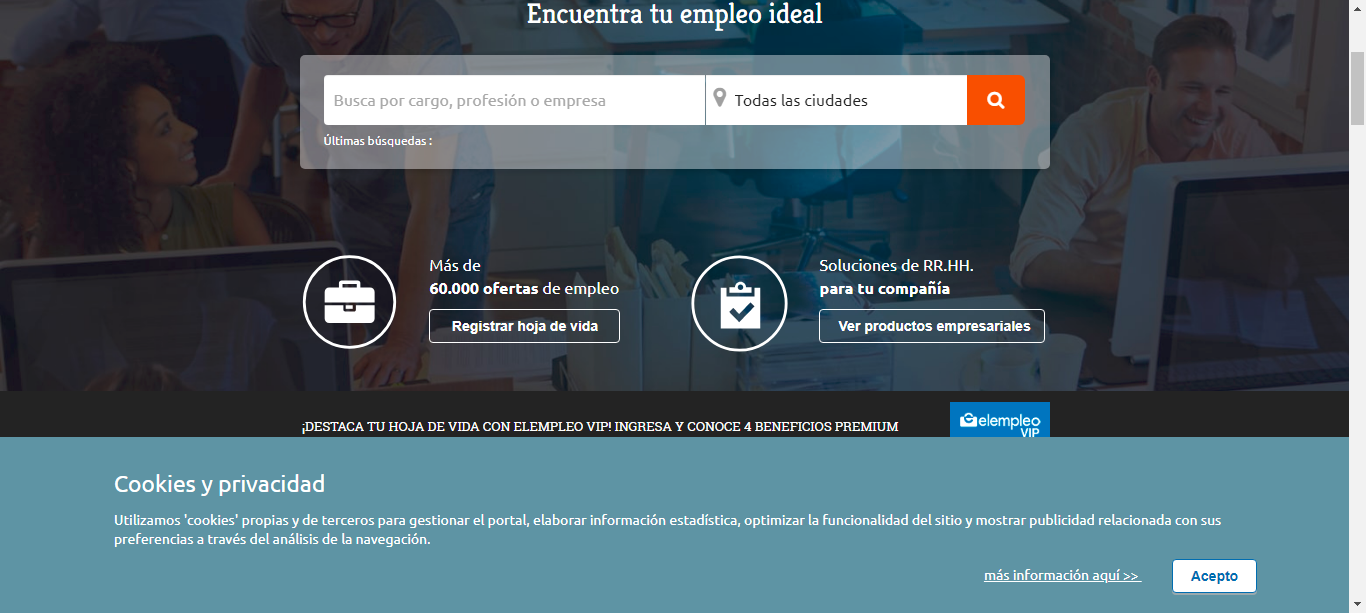 Encuentra tu empleo ideal
Busca por cargo, profesión o empresa
Todas las ciudades
Últimas búsquedas :
Más de
60.000 ofertas de empleo
Registrar hoja de vida
Soluciones de RR.HH.
para tu compañía
Ver productos empresariales
¡DESTACA TU HOJA DE VIDA CON ELEMPLEO VIP! INGRESA Y CONOCE 4 BENEFICIOS PREMIUM
elempleo
VIP
Cookies y privacidad
Utilizamos 'cookies' propias y de terceros para gestionar el portal, elaborar información estadística, optimizar la funcionalidad del sitio y mostrar publicidad relacionada con sus
preferencias a través del análisis de la navegación.
más información aquí >>
Acepto